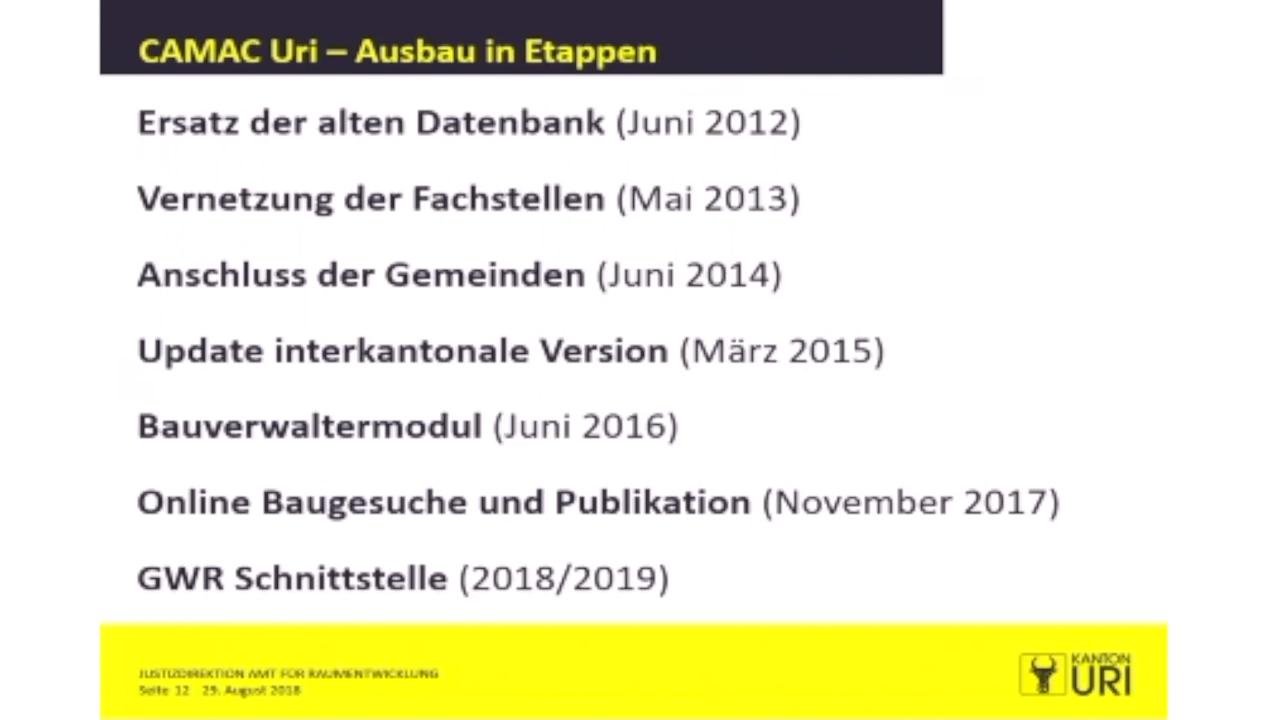 CAMAC Uri – Ausbau in Etappen
Ersatz der alten Datenbank (Juni 2012)
Vernetzung der Fachstellen (Mai 2013)
Anschluss der Gemeinden (Juni 2014)
Update interkantonale Version (März 2015)
Bauverwaltermodul (Juni 2016)
Online Baugesuche und Publikation (November 2017)
GWR Schnittstelle (2018/2019)
JUSTIZDIREKTION AMT FÜR RAUMENTWICKLUNG
Seite 12 29. August 2018
KANTON
URI